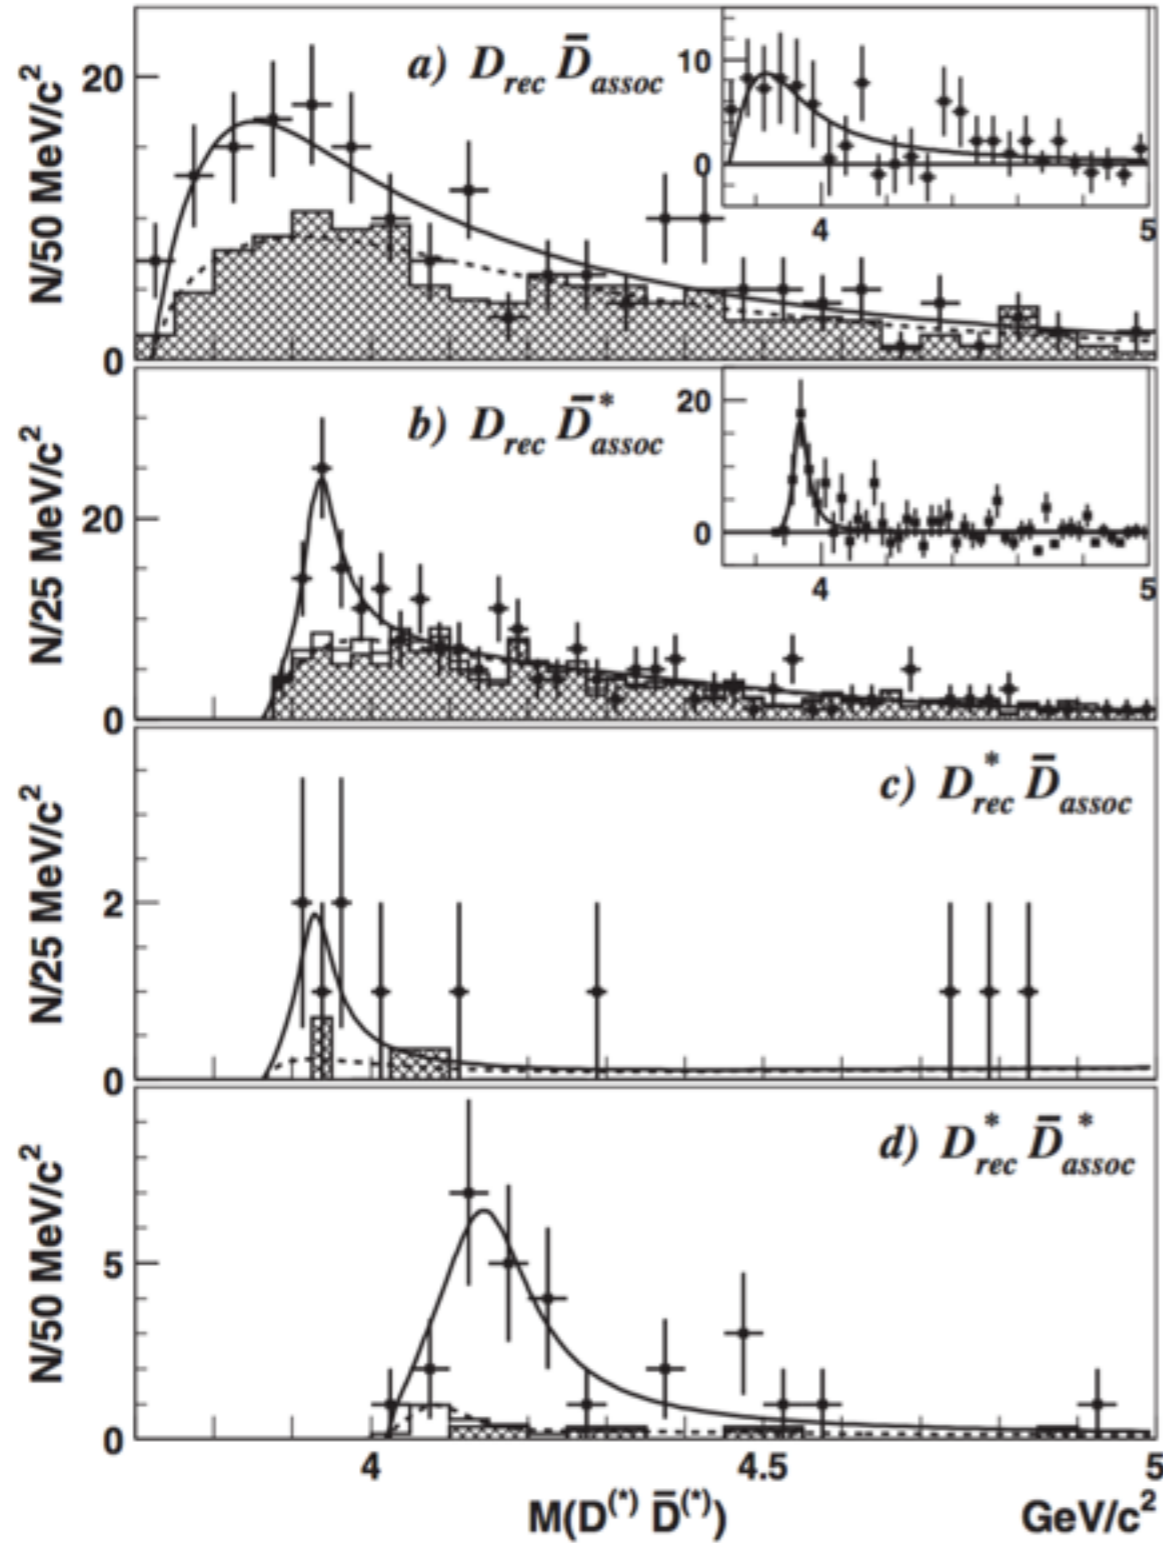 a) D_rec D̄_assoc
N/50 MeV/c²
20
0
10
0
4
5
b) D_rec D̄*_assoc
N/25 MeV/c²
20
0
20
0
4
5
c) D*_rec D̄_assoc
N/25 MeV/c²
2
0
d) D*_rec D̄*_assoc
N/50 MeV/c²
5
0
4
4.5
5
M(D⁽*⁾ D̄⁽*⁾)
GeV/c²